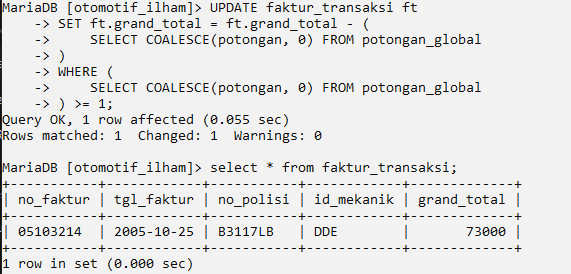 MariaDB [otomotif_ilham]> UPDATE faktur_transaksi ft
    -> SET ft.grand_total = ft.grand_total - (
    ->     SELECT COALESCE(potongan, 0) FROM potongan_global
    -> )
    -> WHERE (
    ->     SELECT COALESCE(potongan, 0) FROM potongan_global
    -> ) >= 1;
Query OK, 1 row affected (0.055 sec)
Rows matched: 1  Changed: 1  Warnings: 0

MariaDB [otomotif_ilham]> select * from faktur_transaksi;
+-----------+------------+-----------+------------+-------------+
| no_faktur | tgl_faktur | no_polisi | id_mekanik | grand_total |
+-----------+------------+-----------+------------+-------------+
| 05103214  | 2005-10-25 | B3117LB   | DDE        |       73000 |
+-----------+------------+-----------+------------+-------------+
1 row in set (0.000 sec)